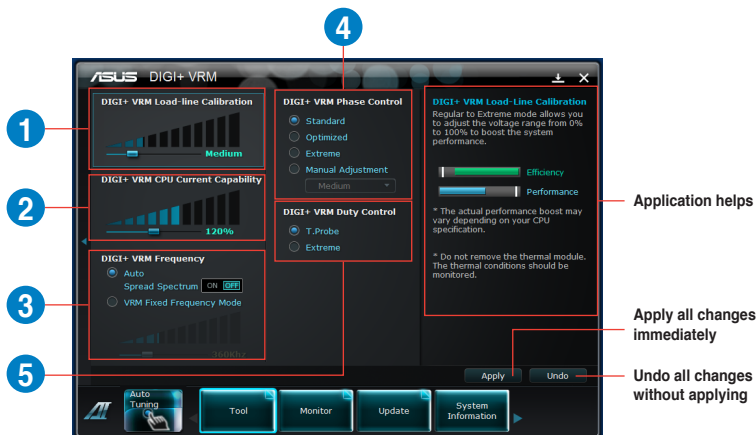 4
ASUS DIGI+ VRM
1
DIGI+ VRM Load-line Calibration
Medium
2
DIGI+ VRM CPU Current Capability
120%
3
DIGI+ VRM Frequency
Auto
Spread Spectrum ON OFF
VRM Fixed Frequency Mode
360Khz
DIGI+ VRM Phase Control
Standard
Optimized
Extreme
Manual Adjustment
Medium
DIGI+ VRM Duty Control
T.Probe
Extreme
5
DIGI+ VRM Load-Line Calibration
Regular to Extreme mode allows you
to adjust the voltage range from 0%
to 100% to boost the system
performance.
Efficiency
Performance
* The actual performance boost may
vary depending on your CPU
specification.
* Do not remove the thermal module.
The thermal conditions should be
monitored.
Application helps
Apply all changes
immediately
Undo all changes
without applying
Apply Undo
Auto
Tuning
Tool
Monitor
Update
System
Information